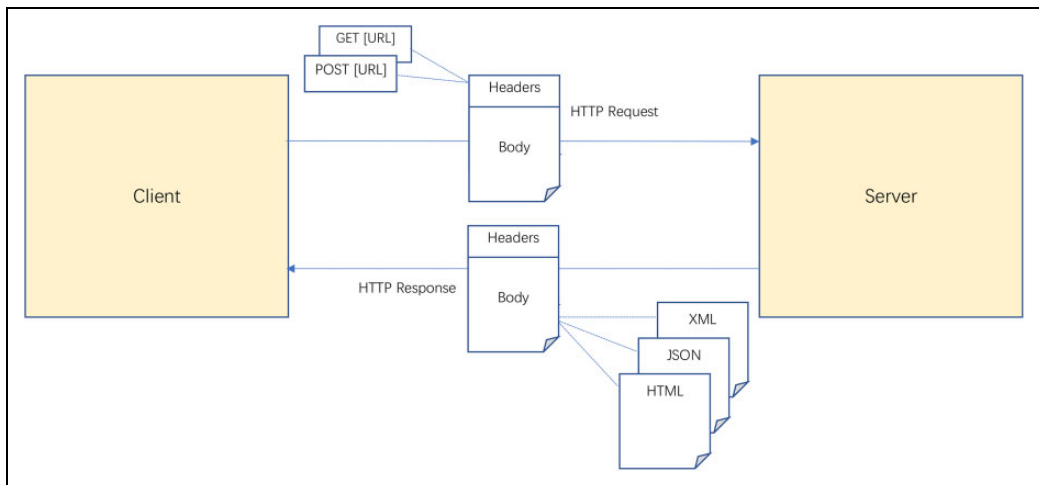 GET [URL]
POST [URL]
Headers
HTTP Request
Body
Client
Server
Headers
HTTP Response
Body
XML
JSON
HTML